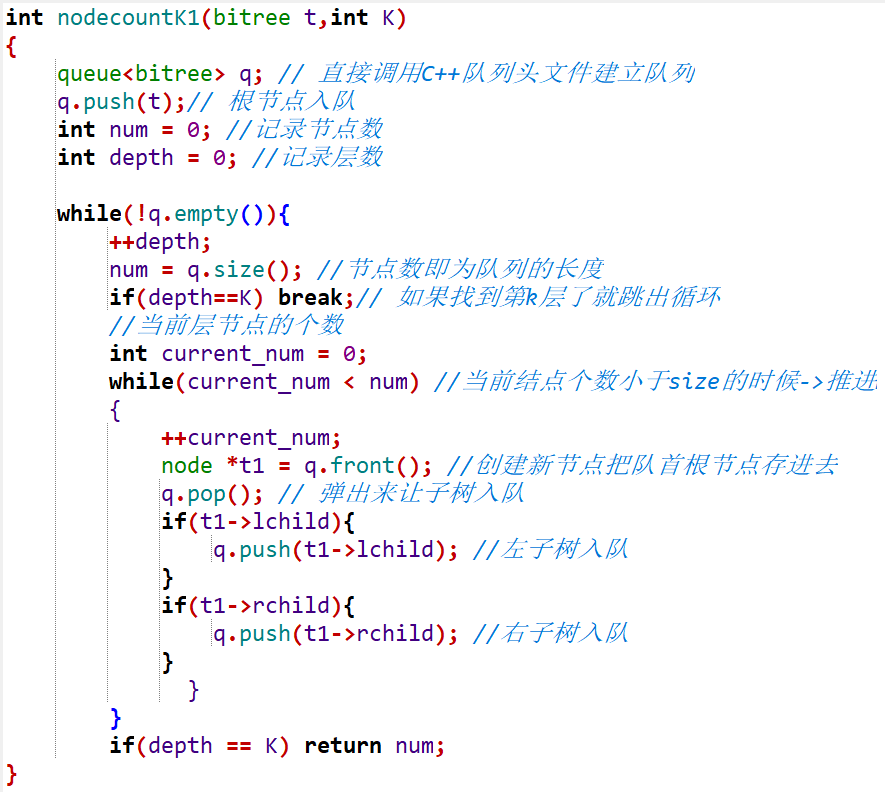 int nodecountK1(bitree t,int K)
{
queue<bitree> q; // 直接调用C++队列头文件建立队列
q.push(t);// 根节点入队
int num = 0; //记录节点数
int depth = 0; //记录层数
while(!q.empty()){
++depth;
num = q.size(); //节点数即为队列的长度
if(depth==K) break;// 如果找到第k层了就跳出循环
//当前层节点的个数
int current_num = 0;
while(current_num < num) //当前结点个数小于size的时候->推进
{
++current_num;
node *t1 = q.front(); //创建新节点把队首根节点存进去
q.pop(); // 弹出来让子树入队
if(t1->lchild){
q.push(t1->lchild); //左子树入队
}
if(t1->rchild){
q.push(t1->rchild); //右子树入队
}
}
}
if(depth == K) return num;
}